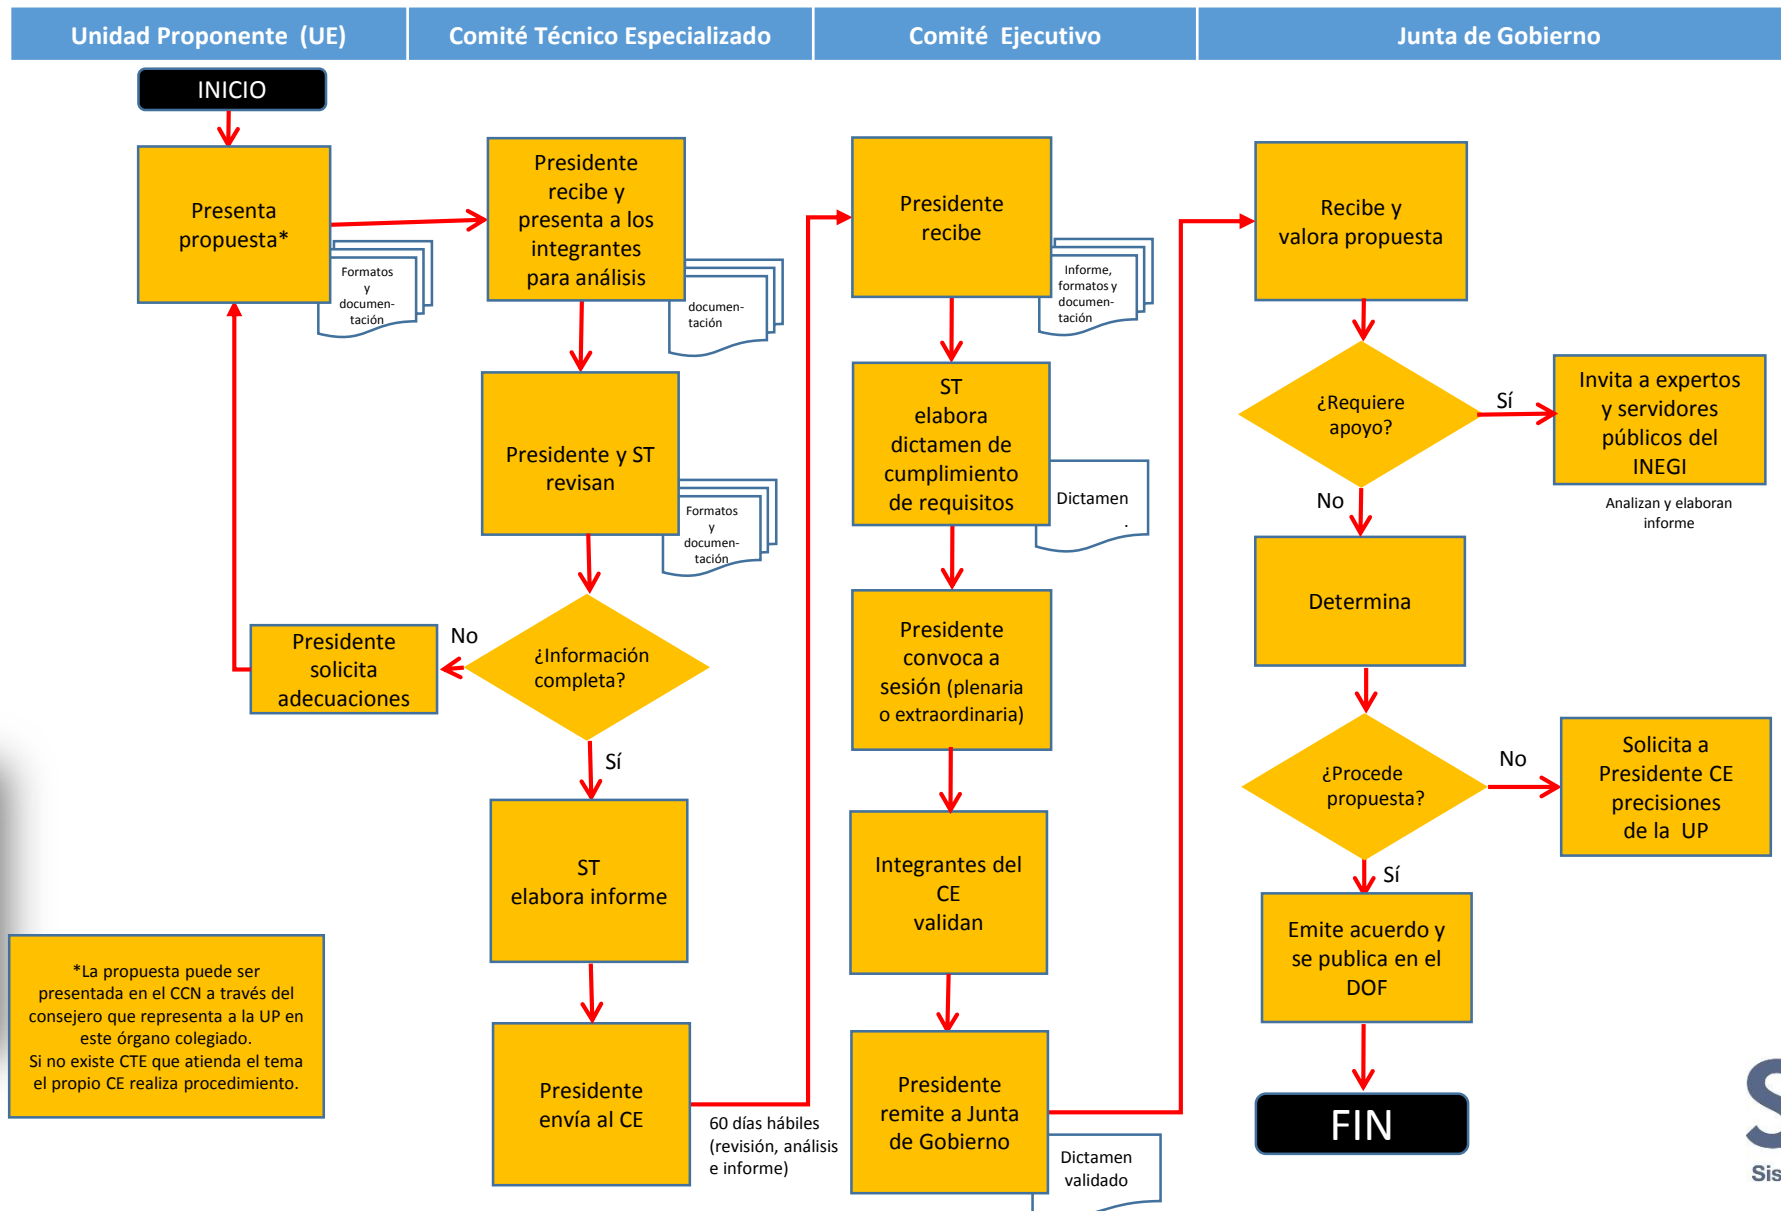 Unidad Proponente (UE)
Comité Técnico Especializado
Comité Ejecutivo
Junta de Gobierno
INICIO
Presenta
propuesta*
Formatos
y
documen-
tación
Presidente
solicita
adecuaciones
*La propuesta puede ser
presentada en el CCN a través del
consejero que representa a la UP en
este órgano colegiado.
Si no existe CTE que atienda el tema
el propio CE realiza procedimiento.
Presidente
recibe y
presenta a los
integrantes
para análisis
documen-
tación
Presidente y ST
revisan
Formatos
y
documen-
tación
¿Información
completa?
No
Sí
ST
elabora informe
Presidente
envía al CE
60 días hábiles
(revisión, análisis
e informe)
Presidente
recibe
Informe,
formatos y
documen-
tación
ST
elabora
dictamen de
cumplimiento
de requisitos
Dictamen
.
Presidente
convoca a
sesión (plenaria
o extraordinaria)
Integrantes del
CE
validan
Presidente
remite a Junta
de Gobierno
Dictamen
validado
Recibe y
valora propuesta
¿Requiere
apoyo?
Sí
Invita a expertos
y servidores
públicos del
INEGI
Analizan y elaboran
informe
No
Determina
¿Procede
propuesta?
No
Solicita a
Presidente CE
precisiones
de la UP
Sí
Emite acuerdo y
se publica en el
DOF
FIN
S
Sis